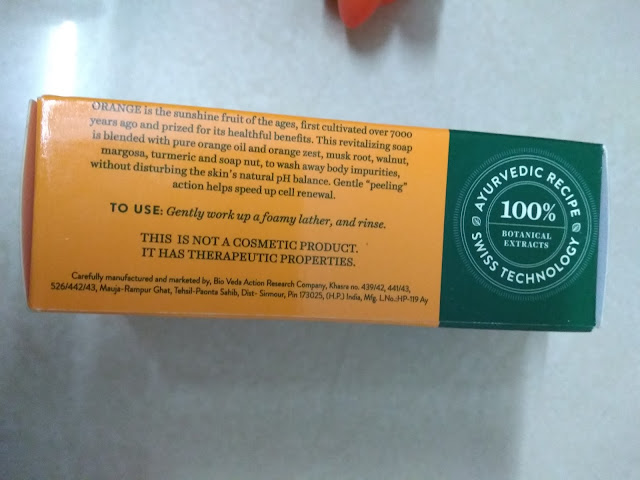 ORANGE is the sunshine fruit of the ages, first cultivated over 7000
years ago and prized for its healthful benefits. This revitalizing soap
is blended with pure orange oil and orange zest, musk root, walnut,
margosa, turmeric and soap nut, to wash away body impurities,
without disturbing the skin's natural pH balance. Gentle "peeling"
action helps speed up cell renewal.
TO USE: Gently work up a foamy lather, and rinse.
THIS IS NOT A COSMETIC PRODUCT.
IT HAS THERAPEUTIC PROPERTIES.
Carefully manufactured and marketed by, Bio Veda Action Research Company, Khasra no. 439/42, 441/43,
526/442/43, Mauja-Rampur Ghat, Tehsil-Paonta Sahib, Dist- Sirmour, Pin 173025, (H.P.) India, Mfg. L.No.:HP-119 Ay
AYURVEDIC RECIPE
100%
BOTANICAL
EXTRACTS
SWISS TECHNOLOGY